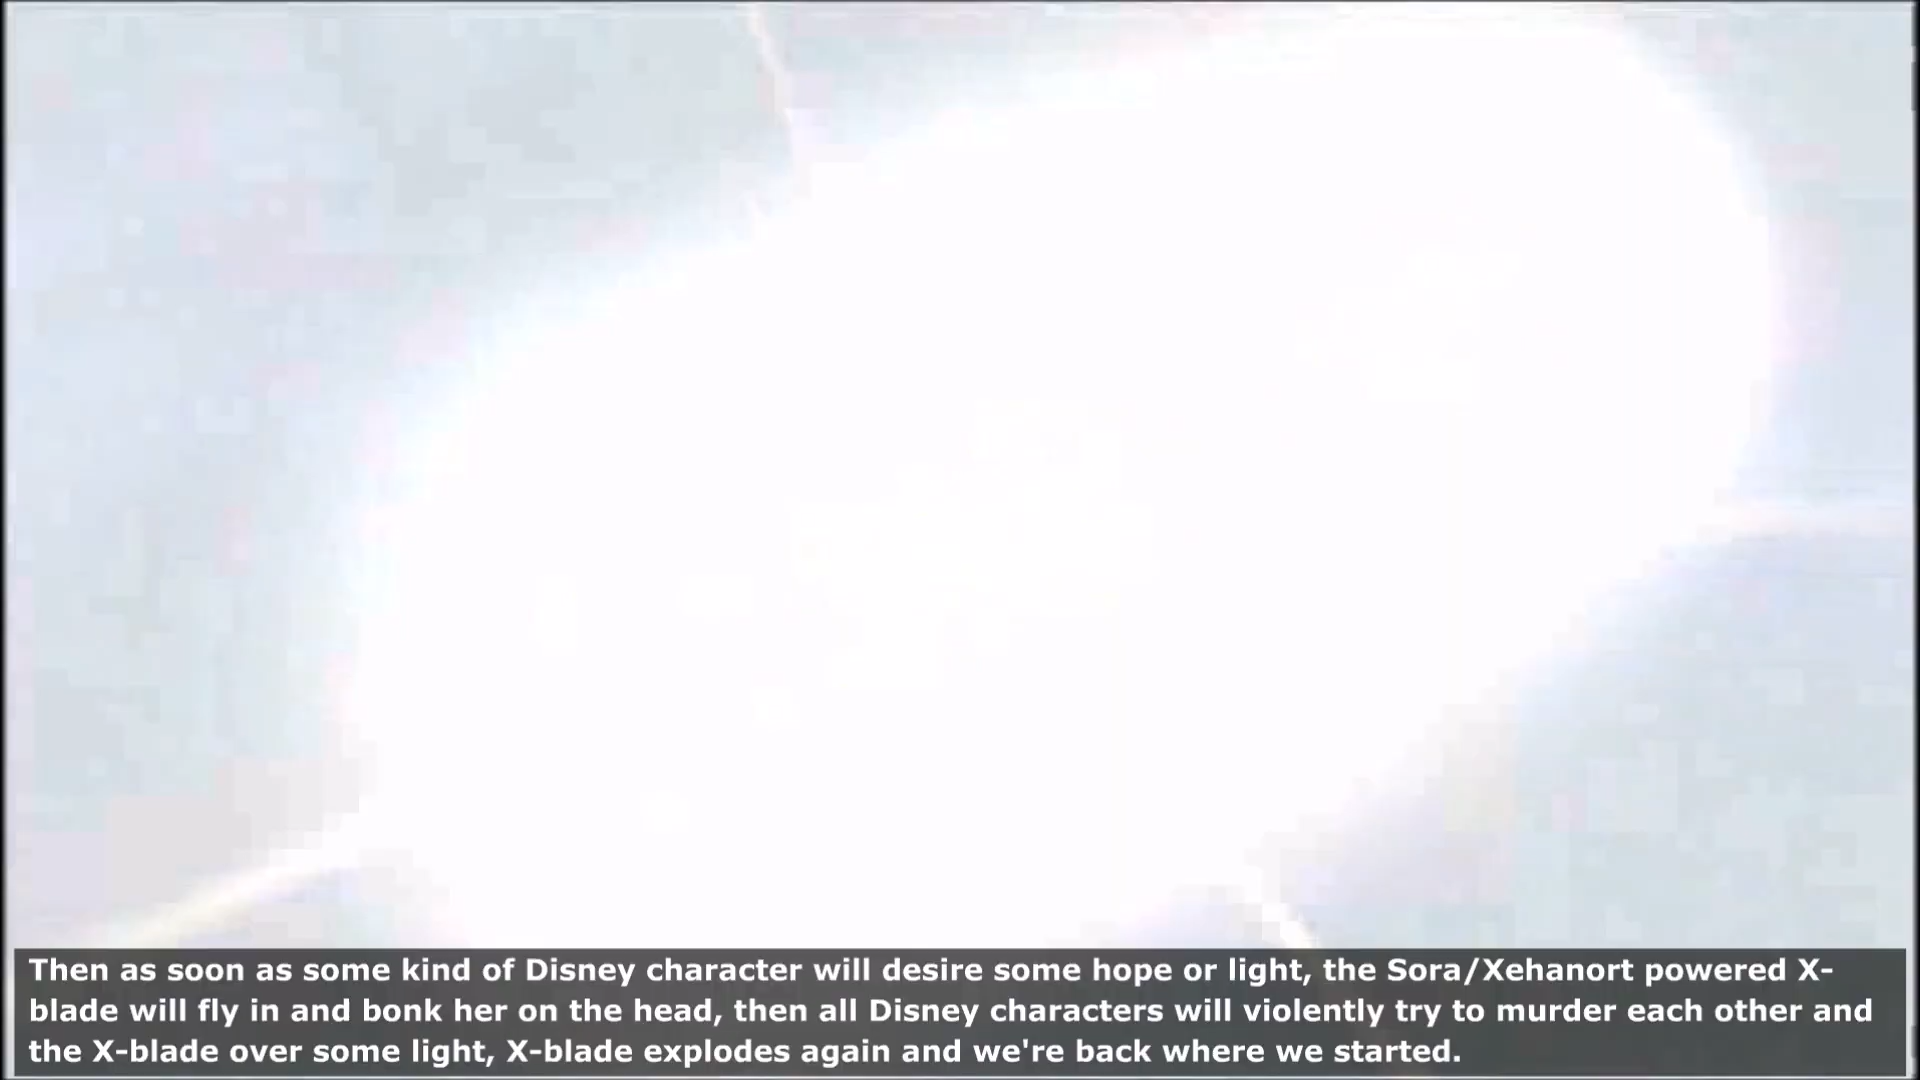 Then as soon as some kind of Disney character will desire some hope or light, the Sora/Xehanort powered X-
blade will fly in and bonk her on the head, then all Disney characters will violently try to murder each other and
the X-blade over some light, X-blade explodes again and we're back where we started.